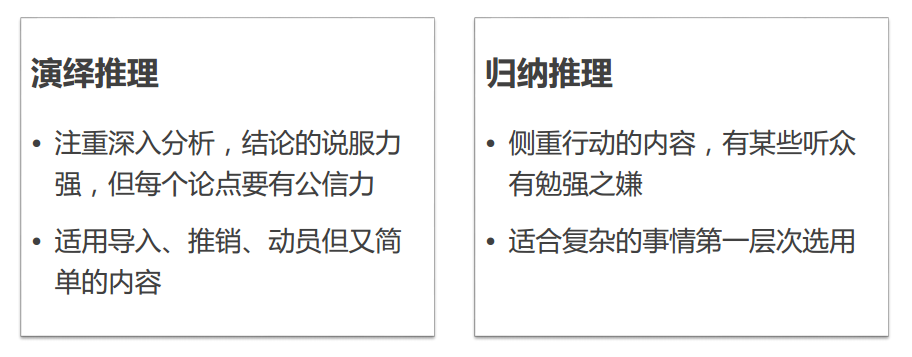 演绎推理
• 注重深入分析，结论的说服力
强，但每个论点要有公信力
• 适用导入、推销、动员但又简
单的内容
归纳推理
• 侧重行动的内容，有某些听众
有勉强之嫌
• 适合复杂的事情第一层次选用